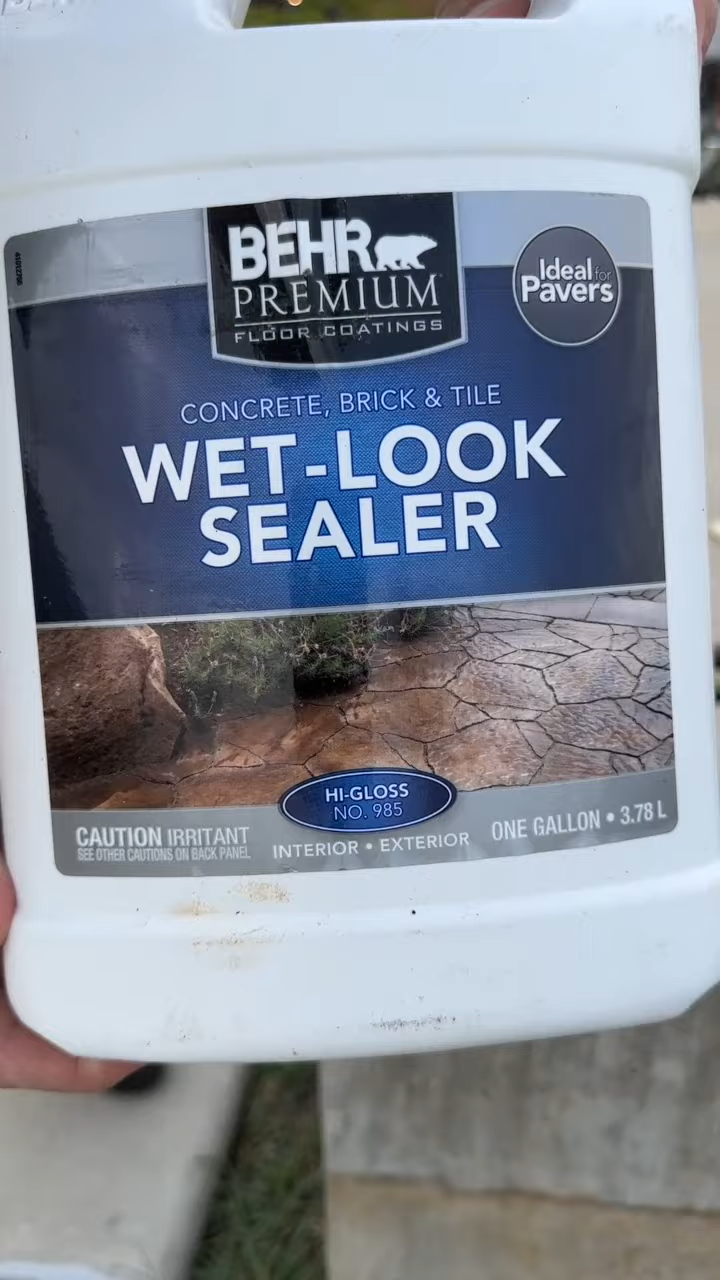 BEHR
PREMIUM
FLOOR COATINGS
Ideal for
Pavers
CONCRETE, BRICK & TILE
WET-LOOK
SEALER
HI-GLOSS
NO. 985
CAUTION IRRITANT
SEE OTHER CAUTIONS ON BACK PANEL
INTERIOR • EXTERIOR
ONE GALLON • 3.78 L